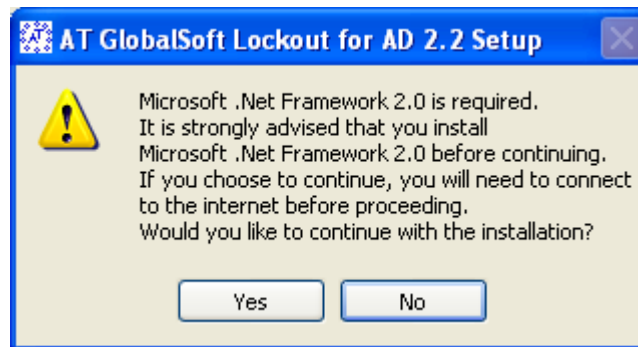 AT GlobalSoft Lockout for AD 2.2 Setup
Microsoft .Net Framework 2.0 is required.
It is strongly advised that you install
Microsoft .Net Framework 2.0 before continuing.
If you choose to continue, you will need to connect
to the internet before proceeding.
Would you like to continue with the installation?
Yes No